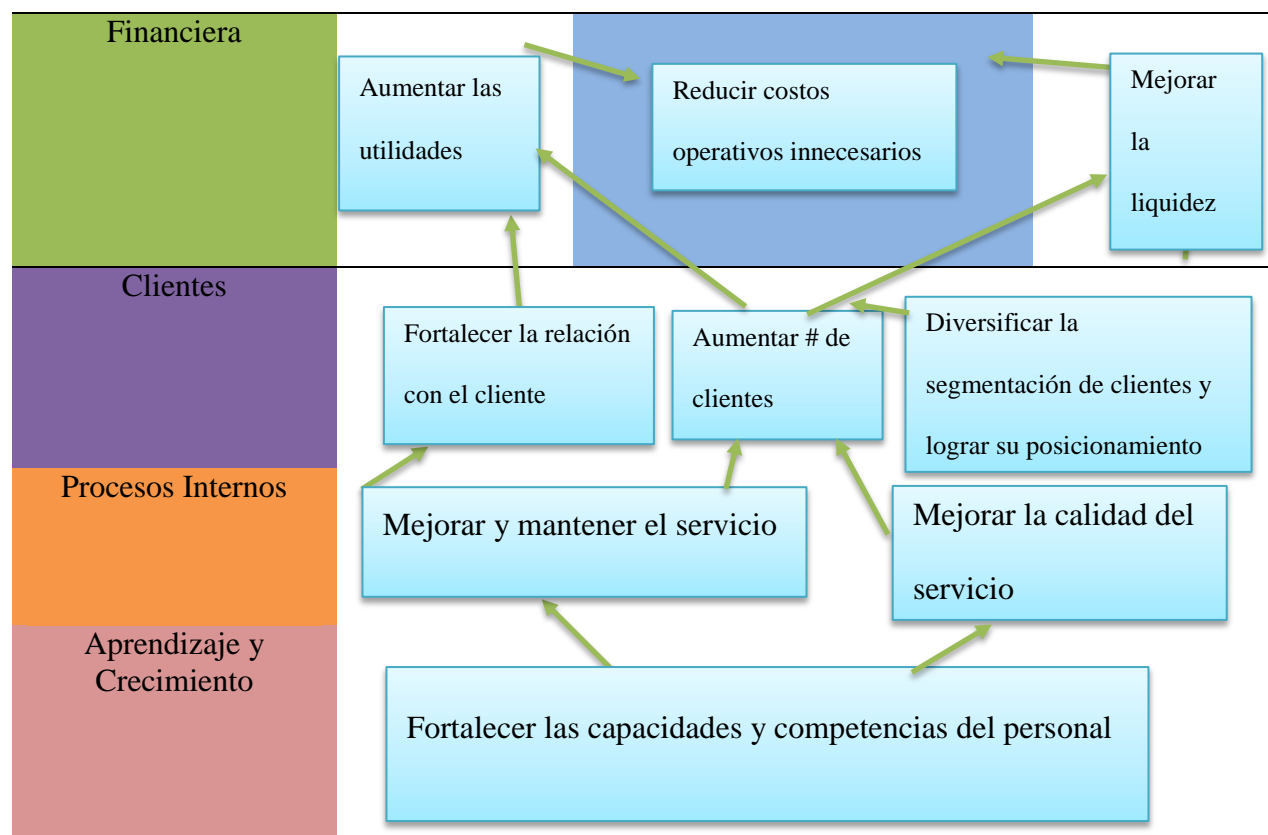 Financiera
Aumentar las
utilidades
Reducir costos
operativos innecesarios
Mejorar
la
liquidez
Clientes
Fortalecer la relación
con el cliente
Aumentar # de
clientes
Diversificar la
segmentación de clientes y
lograr su posicionamiento
Procesos Internos
Mejorar y mantener el servicio
Mejorar la calidad del
servicio
Aprendizaje y
Crecimiento
Fortalecer las capacidades y competencias del personal